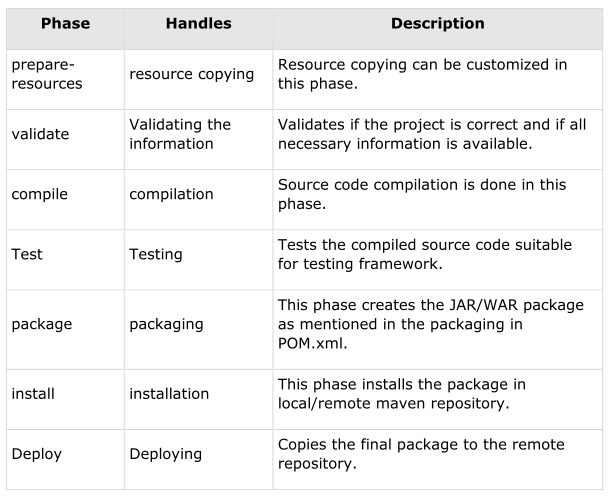 Phase Handles Description
prepare-
resources
resource copying
Resource copying can be customized in
this phase.
validate
Validating the
information
Validates if the project is correct and if all
necessary information is available.
compile
compilation
Source code compilation is done in this
phase.
Test
Testing
Tests the compiled source code suitable
for testing framework.
package
packaging
This phase creates the JAR/WAR package
as mentioned in the packaging in
POM.xml.
install
installation
This phase installs the package in
local/remote maven repository.
Deploy
Deploying
Copies the final package to the remote
repository.